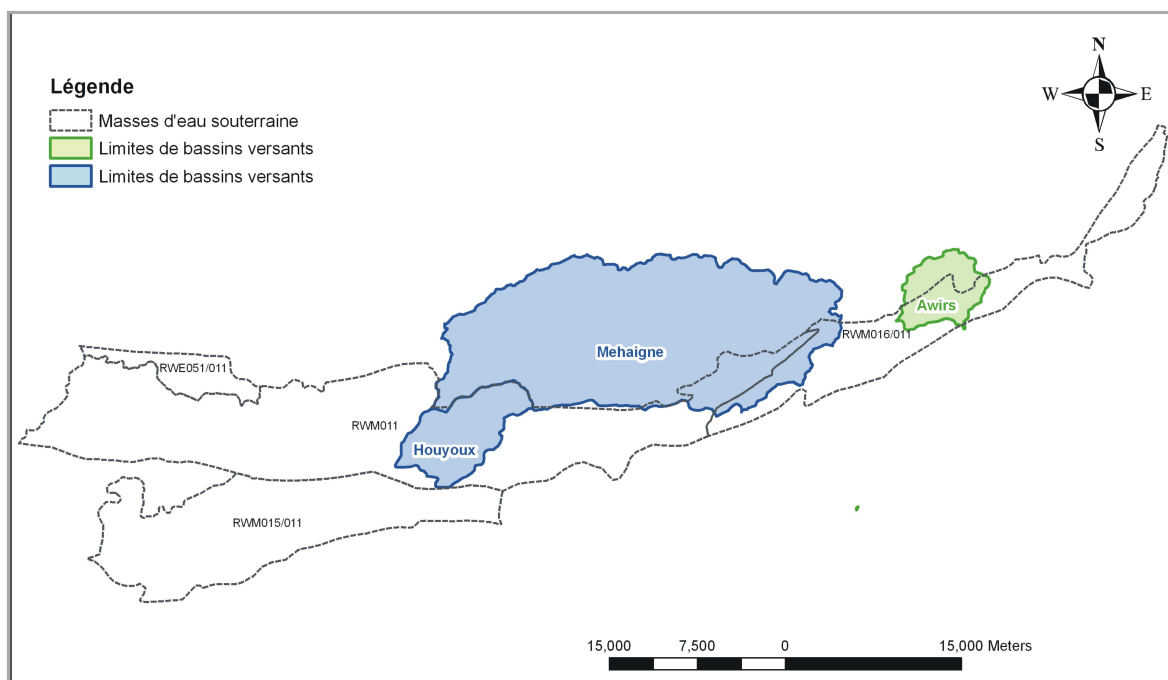 N
W E
S
Légende
Masses d'eau souterraine
Limites de bassins versants
Limites de bassins versants
Awirs
RWM016/011
Mehaigne
RWE051/011
RWM011
Houyoux
RWM015/011
15,000 7,500 0 15,000 Meters